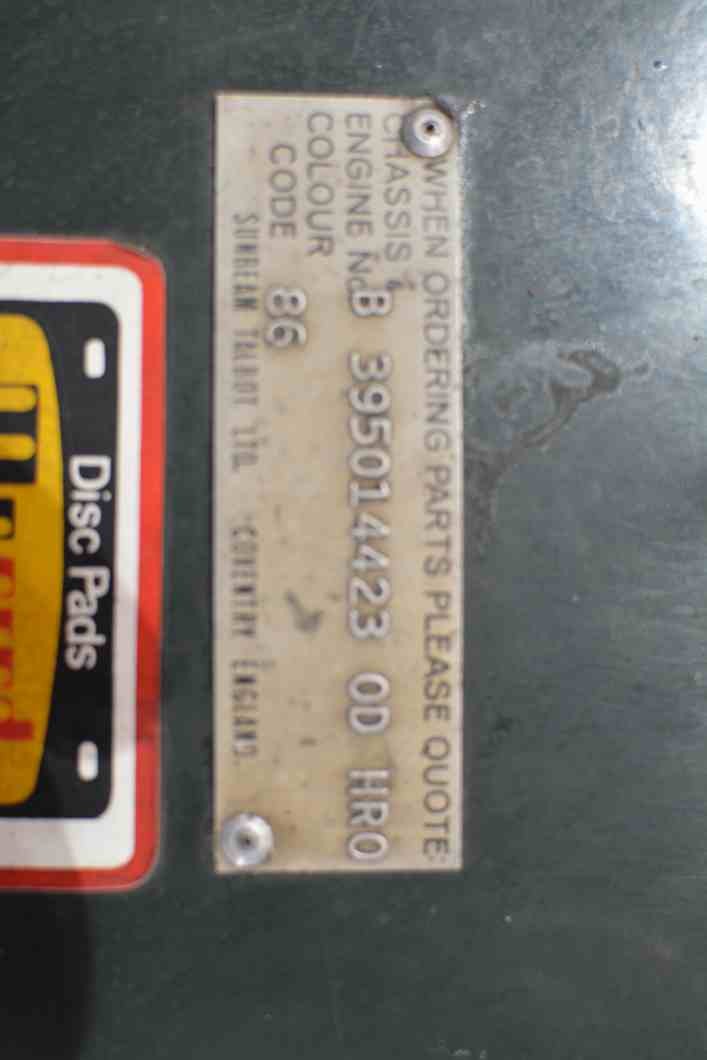 WHEN ORDERING PARTS PLEASE QUOTE:
CHASSIS &
ENGINE No B 395014423 OD HRO
COLOUR
CODE 86
SUNBEAM TALBOT LTD. COVENTRY ENGLAND.
Disc Pads